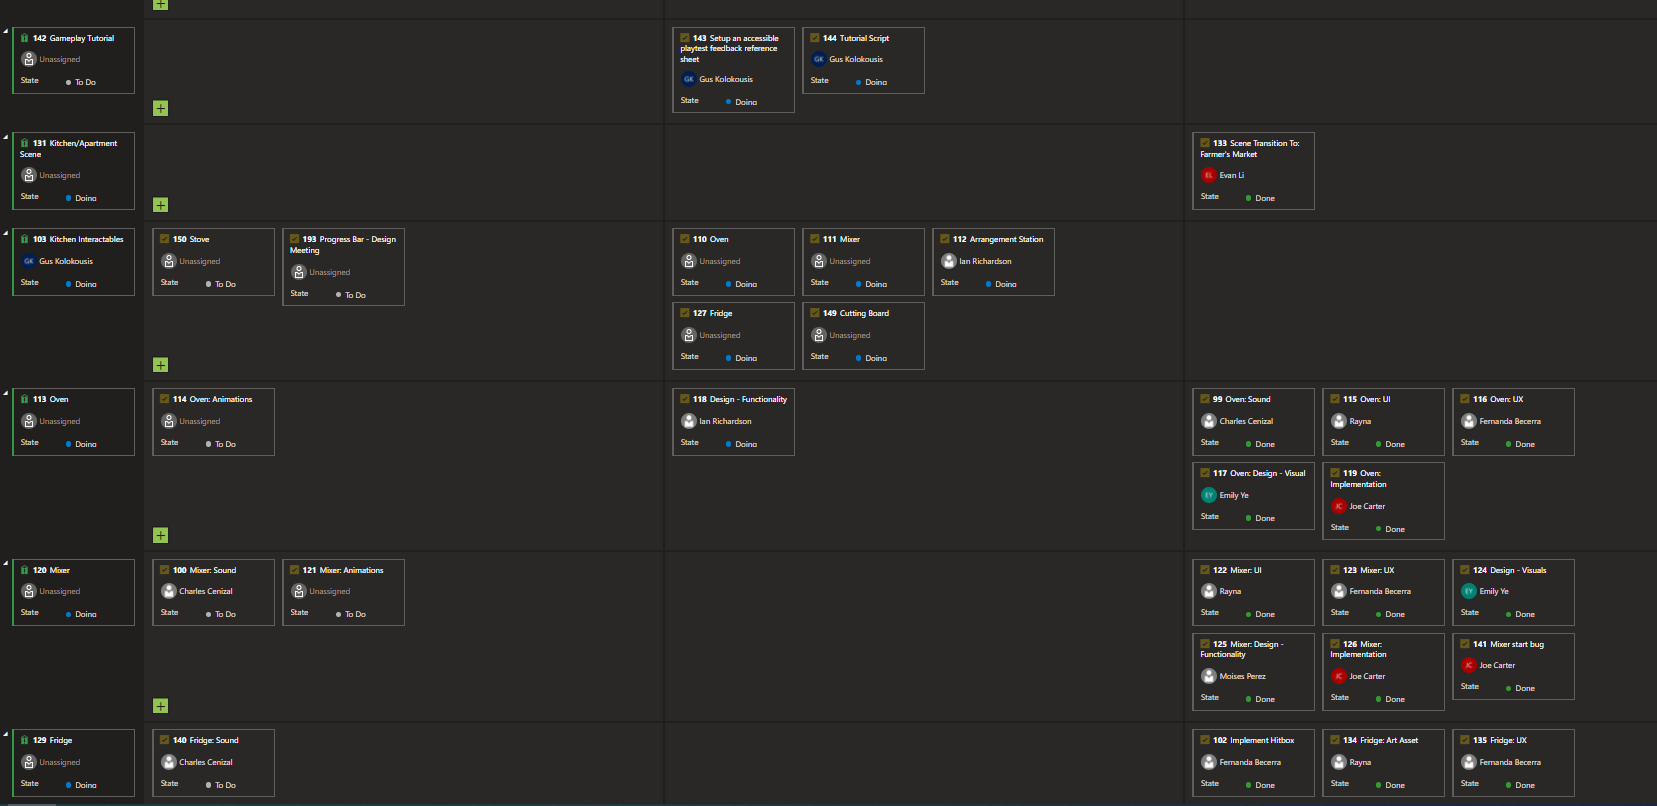 142 Gameplay Tutorial
Unassigned
State To Do
143 Setup an accessible
playtest feedback reference
sheet
GK Gus Kolokousis
State Doing
144 Tutorial Script
GK Gus Kolokousis
State Doing
131 Kitchen/Apartment
Scene
Unassigned
State Doing
133 Scene Transition To:
Farmer's Market
EL Evan Li
State Done
103 Kitchen Interactables
GK Gus Kolokousis
State Doing
150 Stove
Unassigned
State To Do
193 Progress Bar - Design
Meeting
Unassigned
State To Do
110 Oven
Unassigned
State Doing
111 Mixer
Unassigned
State Doing
112 Arrangement Station
Ian Richardson
State Doing
127 Fridge
Unassigned
State Doing
149 Cutting Board
Unassigned
State Doing
113 Oven
Unassigned
State Doing
114 Oven: Animations
Unassigned
State To Do
118 Design - Functionality
Ian Richardson
State Doing
99 Oven: Sound
Charles Cenizal
State Done
115 Oven: UI
Rayna
State Done
116 Oven: UX
Fernanda Becerra
State Done
117 Oven: Design - Visual
EY Emily Ye
State Done
119 Oven:
Implementation
JC Joe Carter
State Done
120 Mixer
Unassigned
State Doing
100 Mixer: Sound
Charles Cenizal
State To Do
121 Mixer: Animations
Unassigned
State To Do
122 Mixer: UI
Rayna
State Done
123 Mixer: UX
Fernanda Becerra
State Done
124 Design - Visuals
EY Emily Ye
State Done
125 Mixer: Design -
Functionality
Moises Perez
State Done
126 Mixer:
Implementation
JC Joe Carter
State Done
141 Mixer start bug
JC Joe Carter
State Done
129 Fridge
Unassigned
State Doing
140 Fridge: Sound
Charles Cenizal
State To Do
102 Implement Hitbox
Fernanda Becerra
State Done
134 Fridge: Art Asset
Rayna
State Done
135 Fridge: UX
Fernanda Becerra
State Done